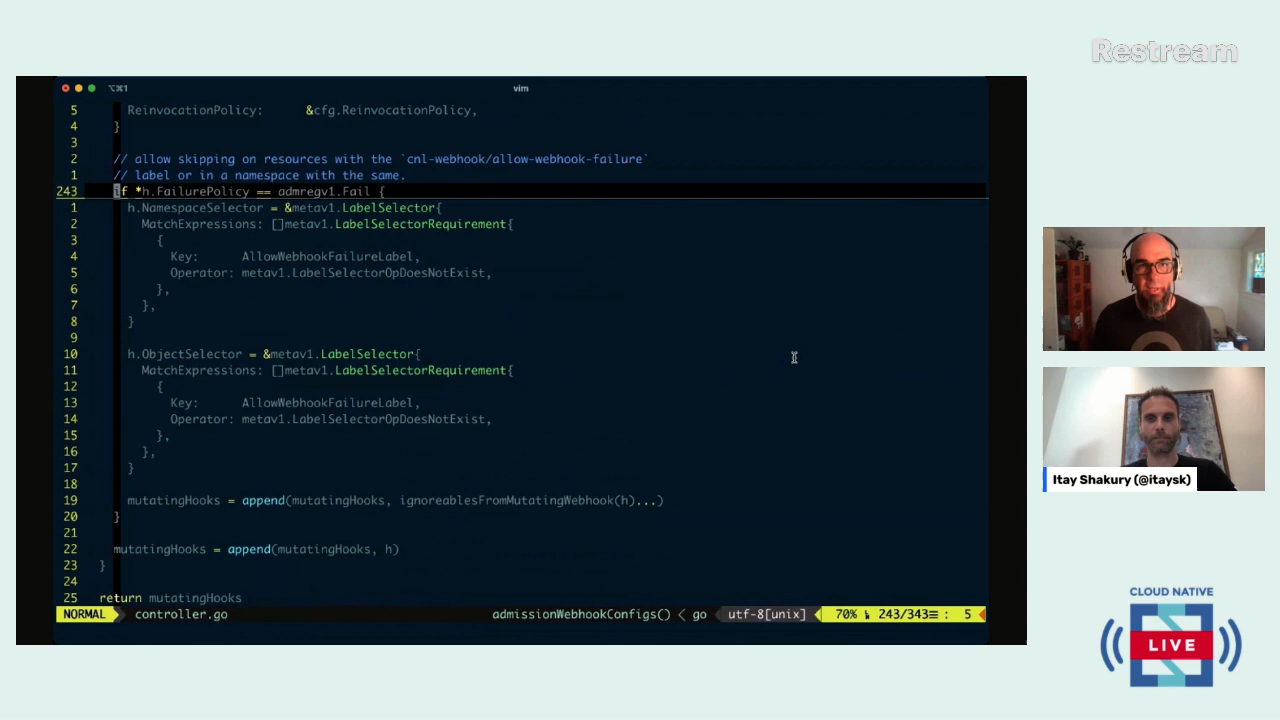 Restream
⌥⌘1
vim
5 ReinvocationPolicy: &cfg.ReinvocationPolicy,
4 }
3
2 // allow skipping on resources with the `cnl-webhook/allow-webhook-failure`
1 // label or in a namespace with the same.
243 if *h.FailurePolicy == admregv1.Fail {
1 h.NamespaceSelector = &metav1.LabelSelector{
2 MatchExpressions: []metav1.LabelSelectorRequirement{
3 {
4 Key: AllowWebhookFailureLabel,
5 Operator: metav1.LabelSelectorOpDoesNotExist,
6 },
7 },
8 }
9
10 h.ObjectSelector = &metav1.LabelSelector{
11 MatchExpressions: []metav1.LabelSelectorRequirement{
12 {
13 Key: AllowWebhookFailureLabel,
14 Operator: metav1.LabelSelectorOpDoesNotExist,
15 },
16 },
17 }
18
19 mutatingHooks = append(mutatingHooks, ignoreablesFromMutatingWebhook(h)...)
20 }
21
22 mutatingHooks = append(mutatingHooks, h)
23 }
24
25 return mutatingHooks
NORMAL controller.go admissionWebhookConfigs() < go utf-8[unix] 70% 243/343≡ : 5
Itay Shakury (@itaysk)
CLOUD NATIVE
LIVE